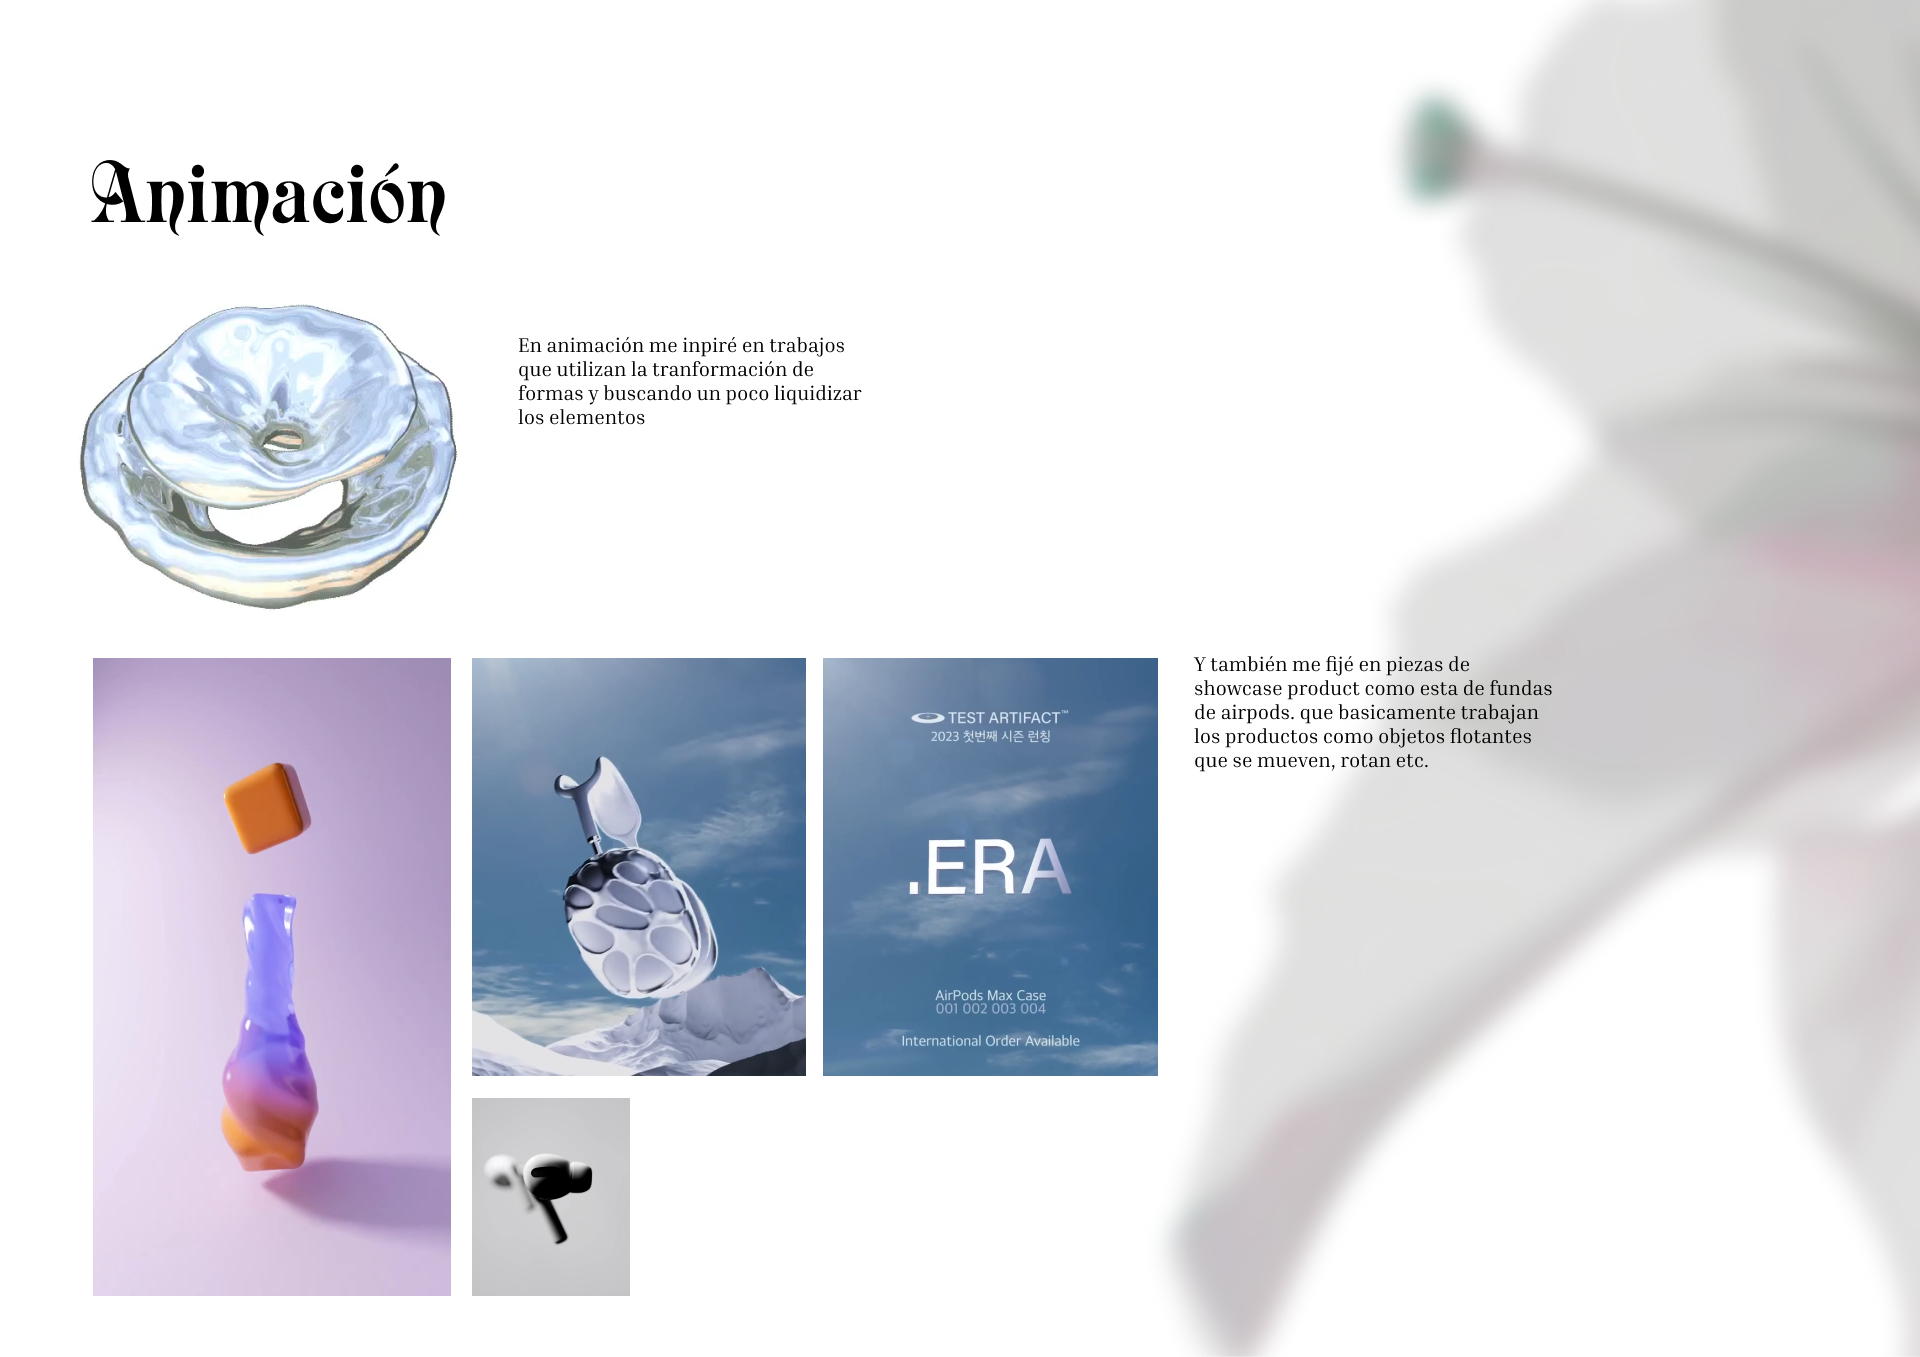 Animación
En animación me inpiré en trabajos
que utilizan la tranformación de
formas y buscando un poco liquidizar
los elementos
Y también me fijé en piezas de
showcase product como esta de fundas
de airpods. que basicamente trabajan
los productos como objetos flotantes
que se mueven, rotan etc.
TEST ARTIFACT™
2023 첫번째 시즌 런칭
.ERA
AirPods Max Case
001 002 003 004
International Order Available